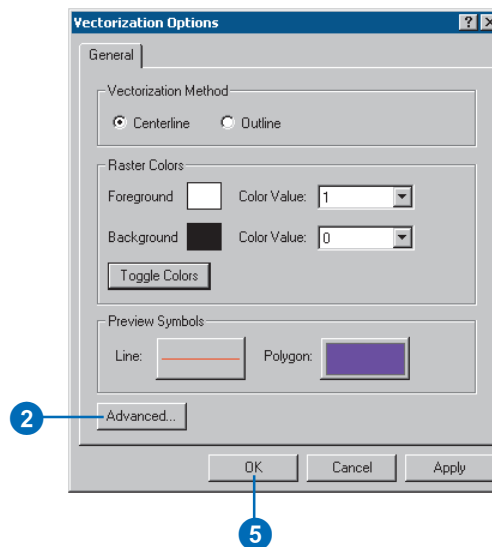 Vectorization Options
General
Vectorization Method
Centerline Outline
Raster Colors
Foreground Color Value: 1
Background Color Value: 0
Toggle Colors
Preview Symbols
Line: Polygon:
2 Advanced...
OK Cancel Apply
5